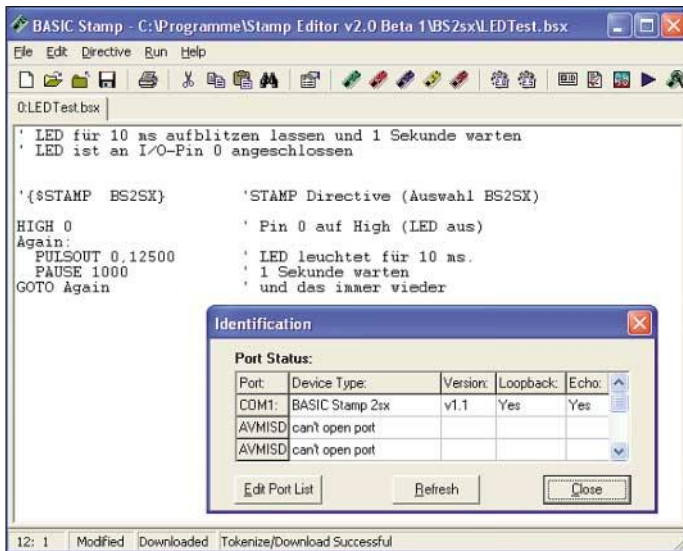 BASIC Stamp - C:\Programme\Stamp Editor v2.0 Beta 1\BS2sx\LEDTest.bsx
File Edit Directive Run Help
0:LEDTest.bsx
' LED für 10 ms aufblitzen lassen und 1 Sekunde warten
' LED ist an I/O-Pin 0 angeschlossen
'{$STAMP BS2SX} 'STAMP Directive (Auswahl BS2SX)
HIGH 0 ' Pin 0 auf High (LED aus)
Again:
PULSOUT 0,12500 ' LED leuchtet für 10 ms.
PAUSE 1000 ' 1 Sekunde warten
GOTO Again ' und das immer wieder
Identification
Port Status:
Port: Device Type: Version: Loopback: Echo:
COM1: BASIC Stamp 2sx v1.1 Yes Yes
AVMISD can't open port
AVMISD can't open port
Edit Port List Refresh Close
12: 1 Modified Downloaded Tokenize/Download Successful